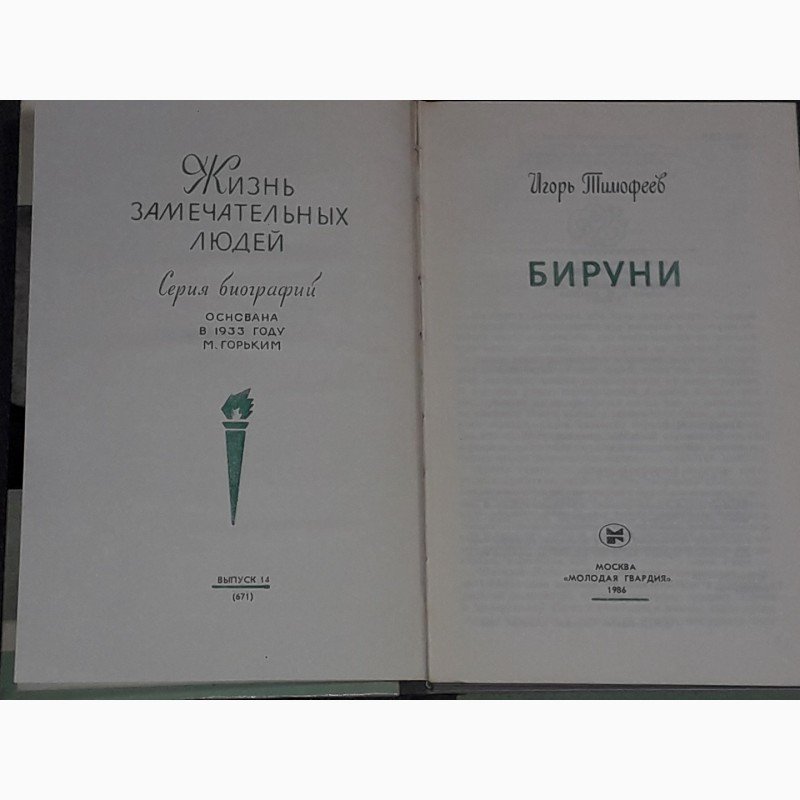 Жизнь
ЗАМЕЧАТЕЛЬНЫХ
ЛЮДЕЙ
Серия биографий
ОСНОВАНА
В 1933 ГОДУ
М. ГОРЬКИМ
ВЫПУСК 14
(671)
Игорь Тимофеев
БИРУНИ
МОСКВА
«МОЛОДАЯ ГВАРДИЯ»
1986